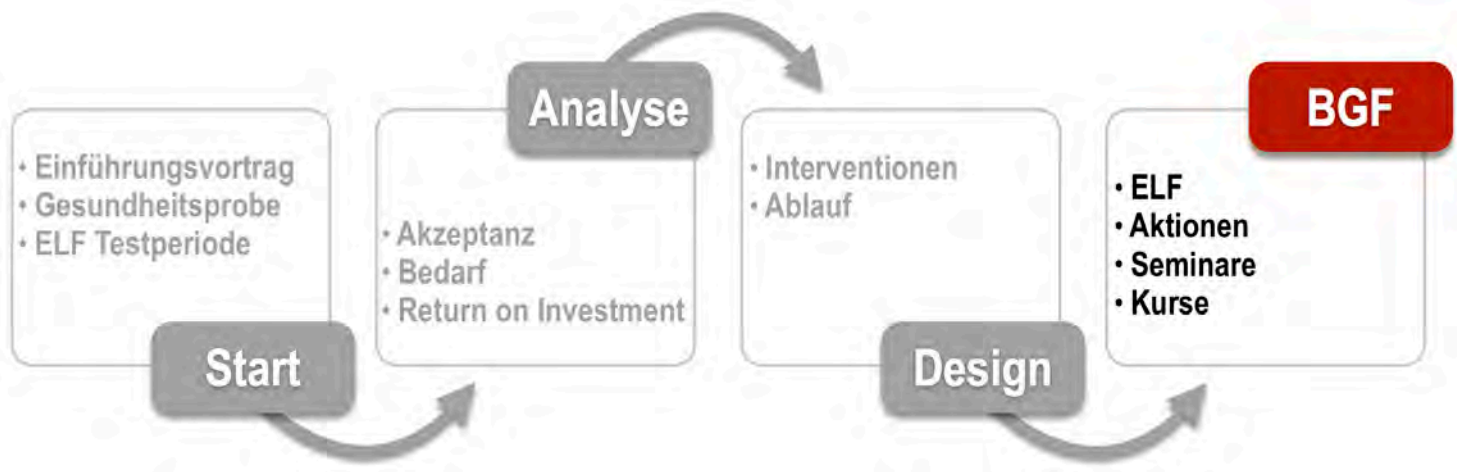 Start
• Einführungsvortrag
• Gesundheitsprobe
• ELF Testperiode
Analyse
• Akzeptanz
• Bedarf
• Return on Investment
Design
• Interventionen
• Ablauf
BGF
• ELF
• Aktionen
• Seminare
• Kurse